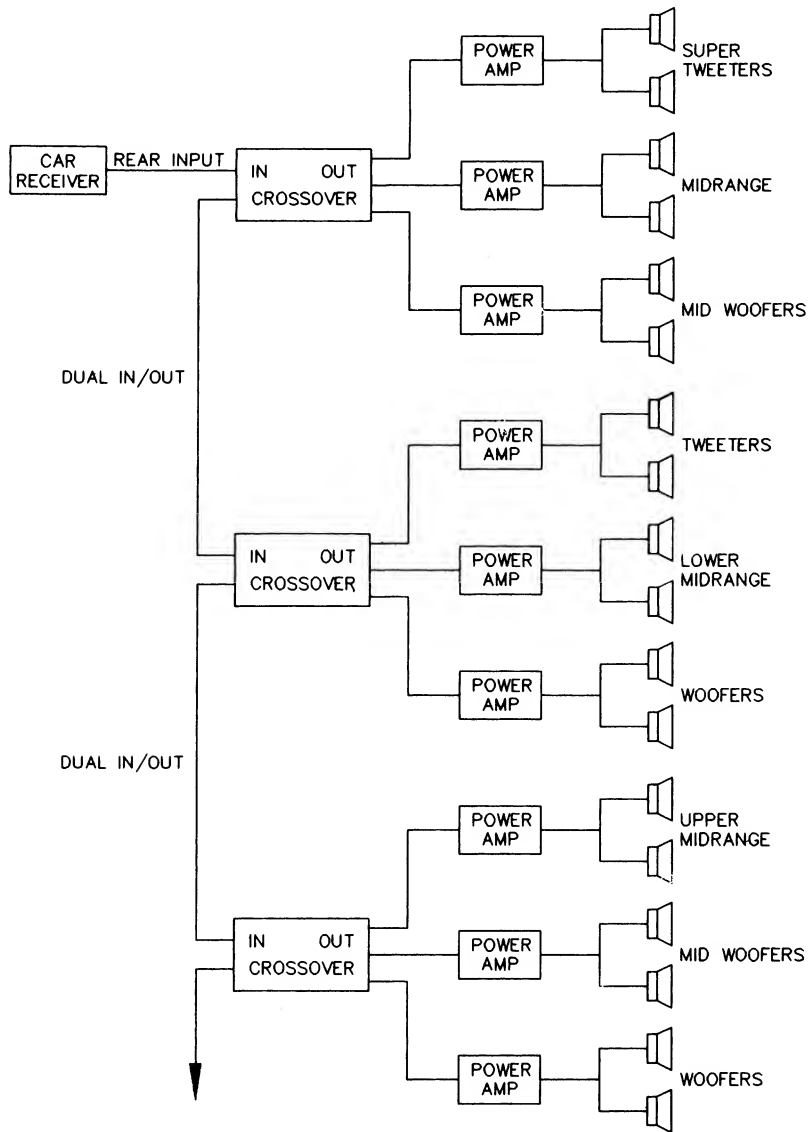 POWER
AMP
SUPER
TWEETERS
CAR
RECEIVER
REAR INPUT
IN OUT
CROSSOVER
POWER
AMP
MIDRANGE
POWER
AMP
MID WOOFERS
DUAL IN/OUT
POWER
AMP
TWEETERS
IN OUT
CROSSOVER
POWER
AMP
LOWER
MIDRANGE
POWER
AMP
WOOFERS
DUAL IN/OUT
POWER
AMP
UPPER
MIDRANGE
IN OUT
CROSSOVER
POWER
AMP
MID WOOFERS
POWER
AMP
WOOFERS